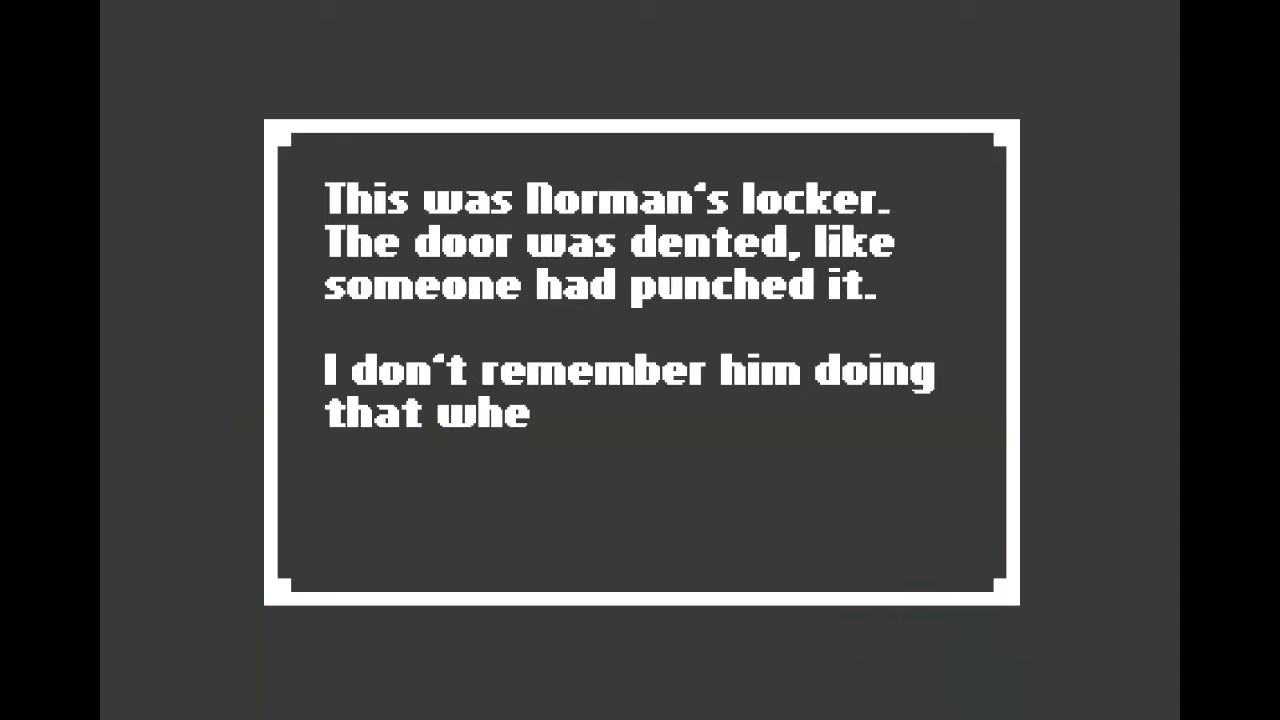 This was Norman's locker.
The door was dented, like
someone had punched it.
I don't remember him doing
that whe